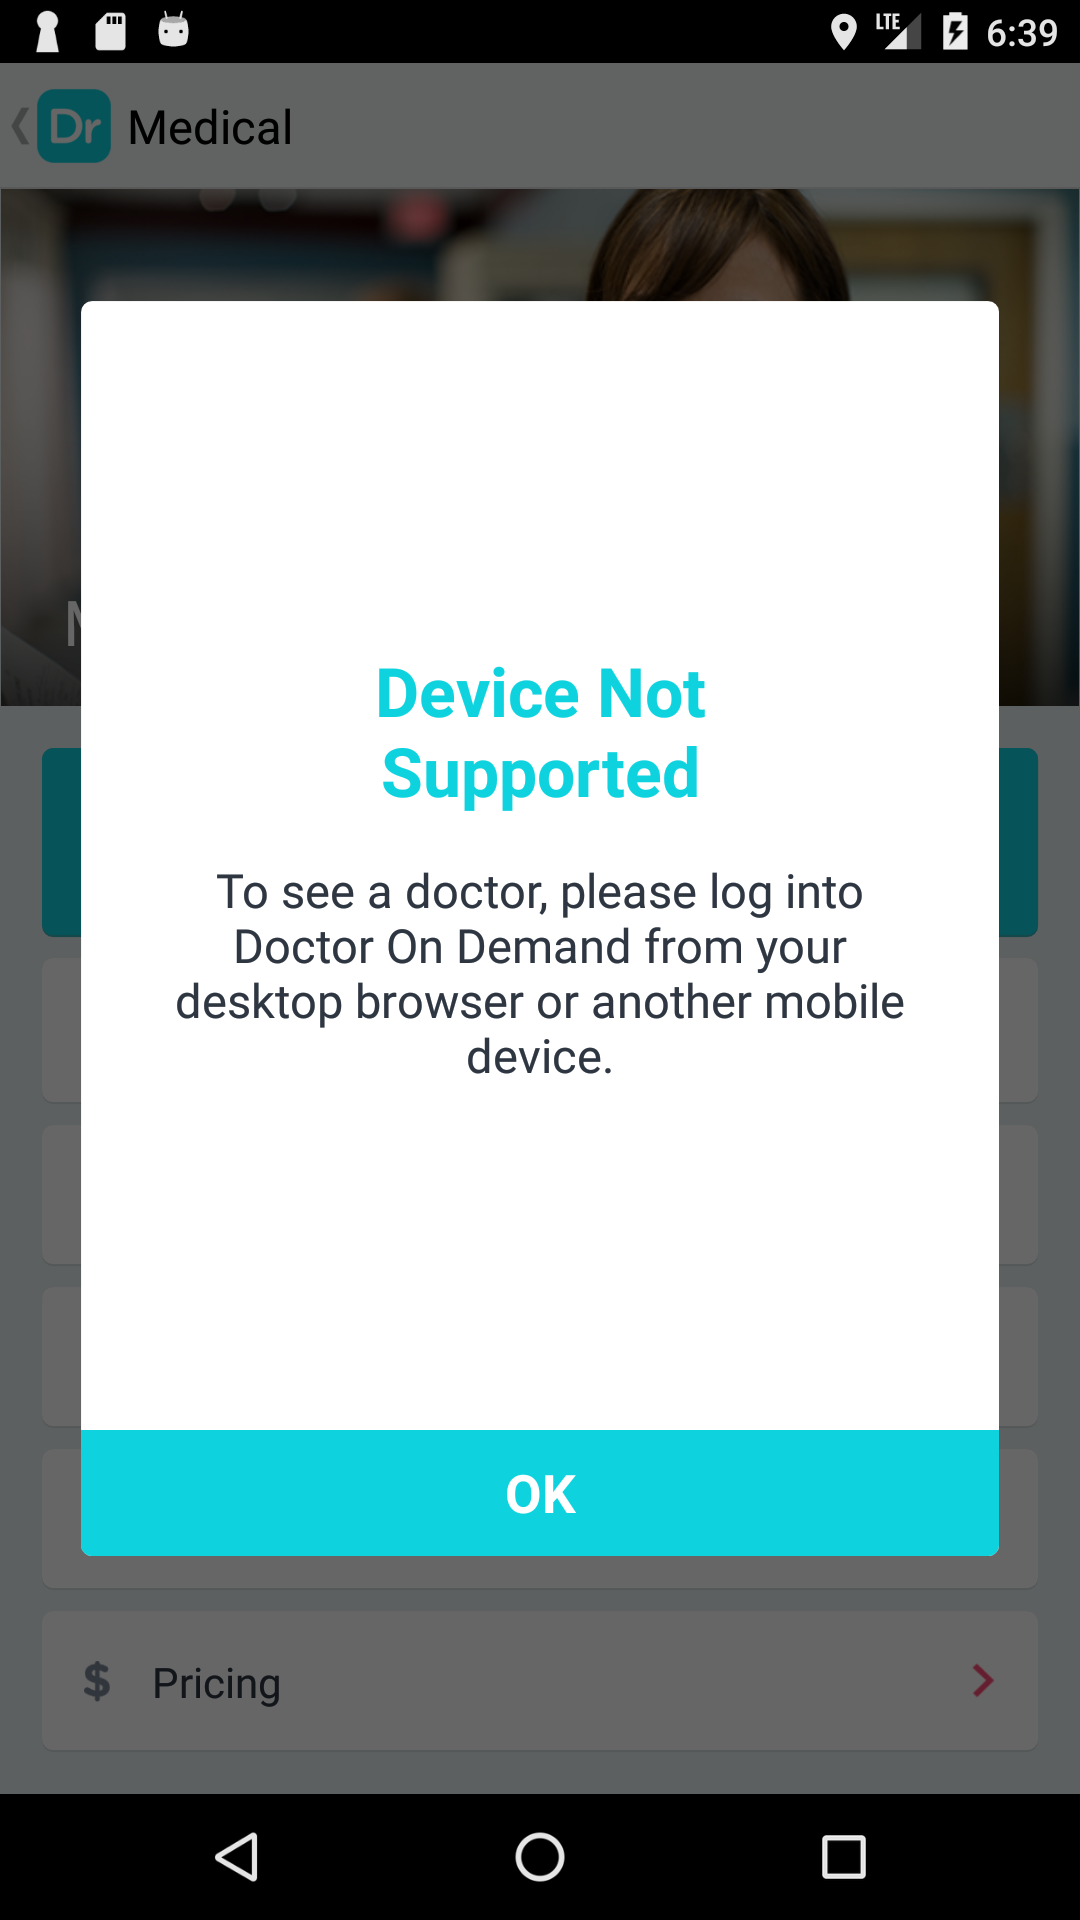 LTE 6:39
Dr Medical
Device Not
Supported
To see a doctor, please log into
Doctor On Demand from your
desktop browser or another mobile
device.
OK
$ Pricing